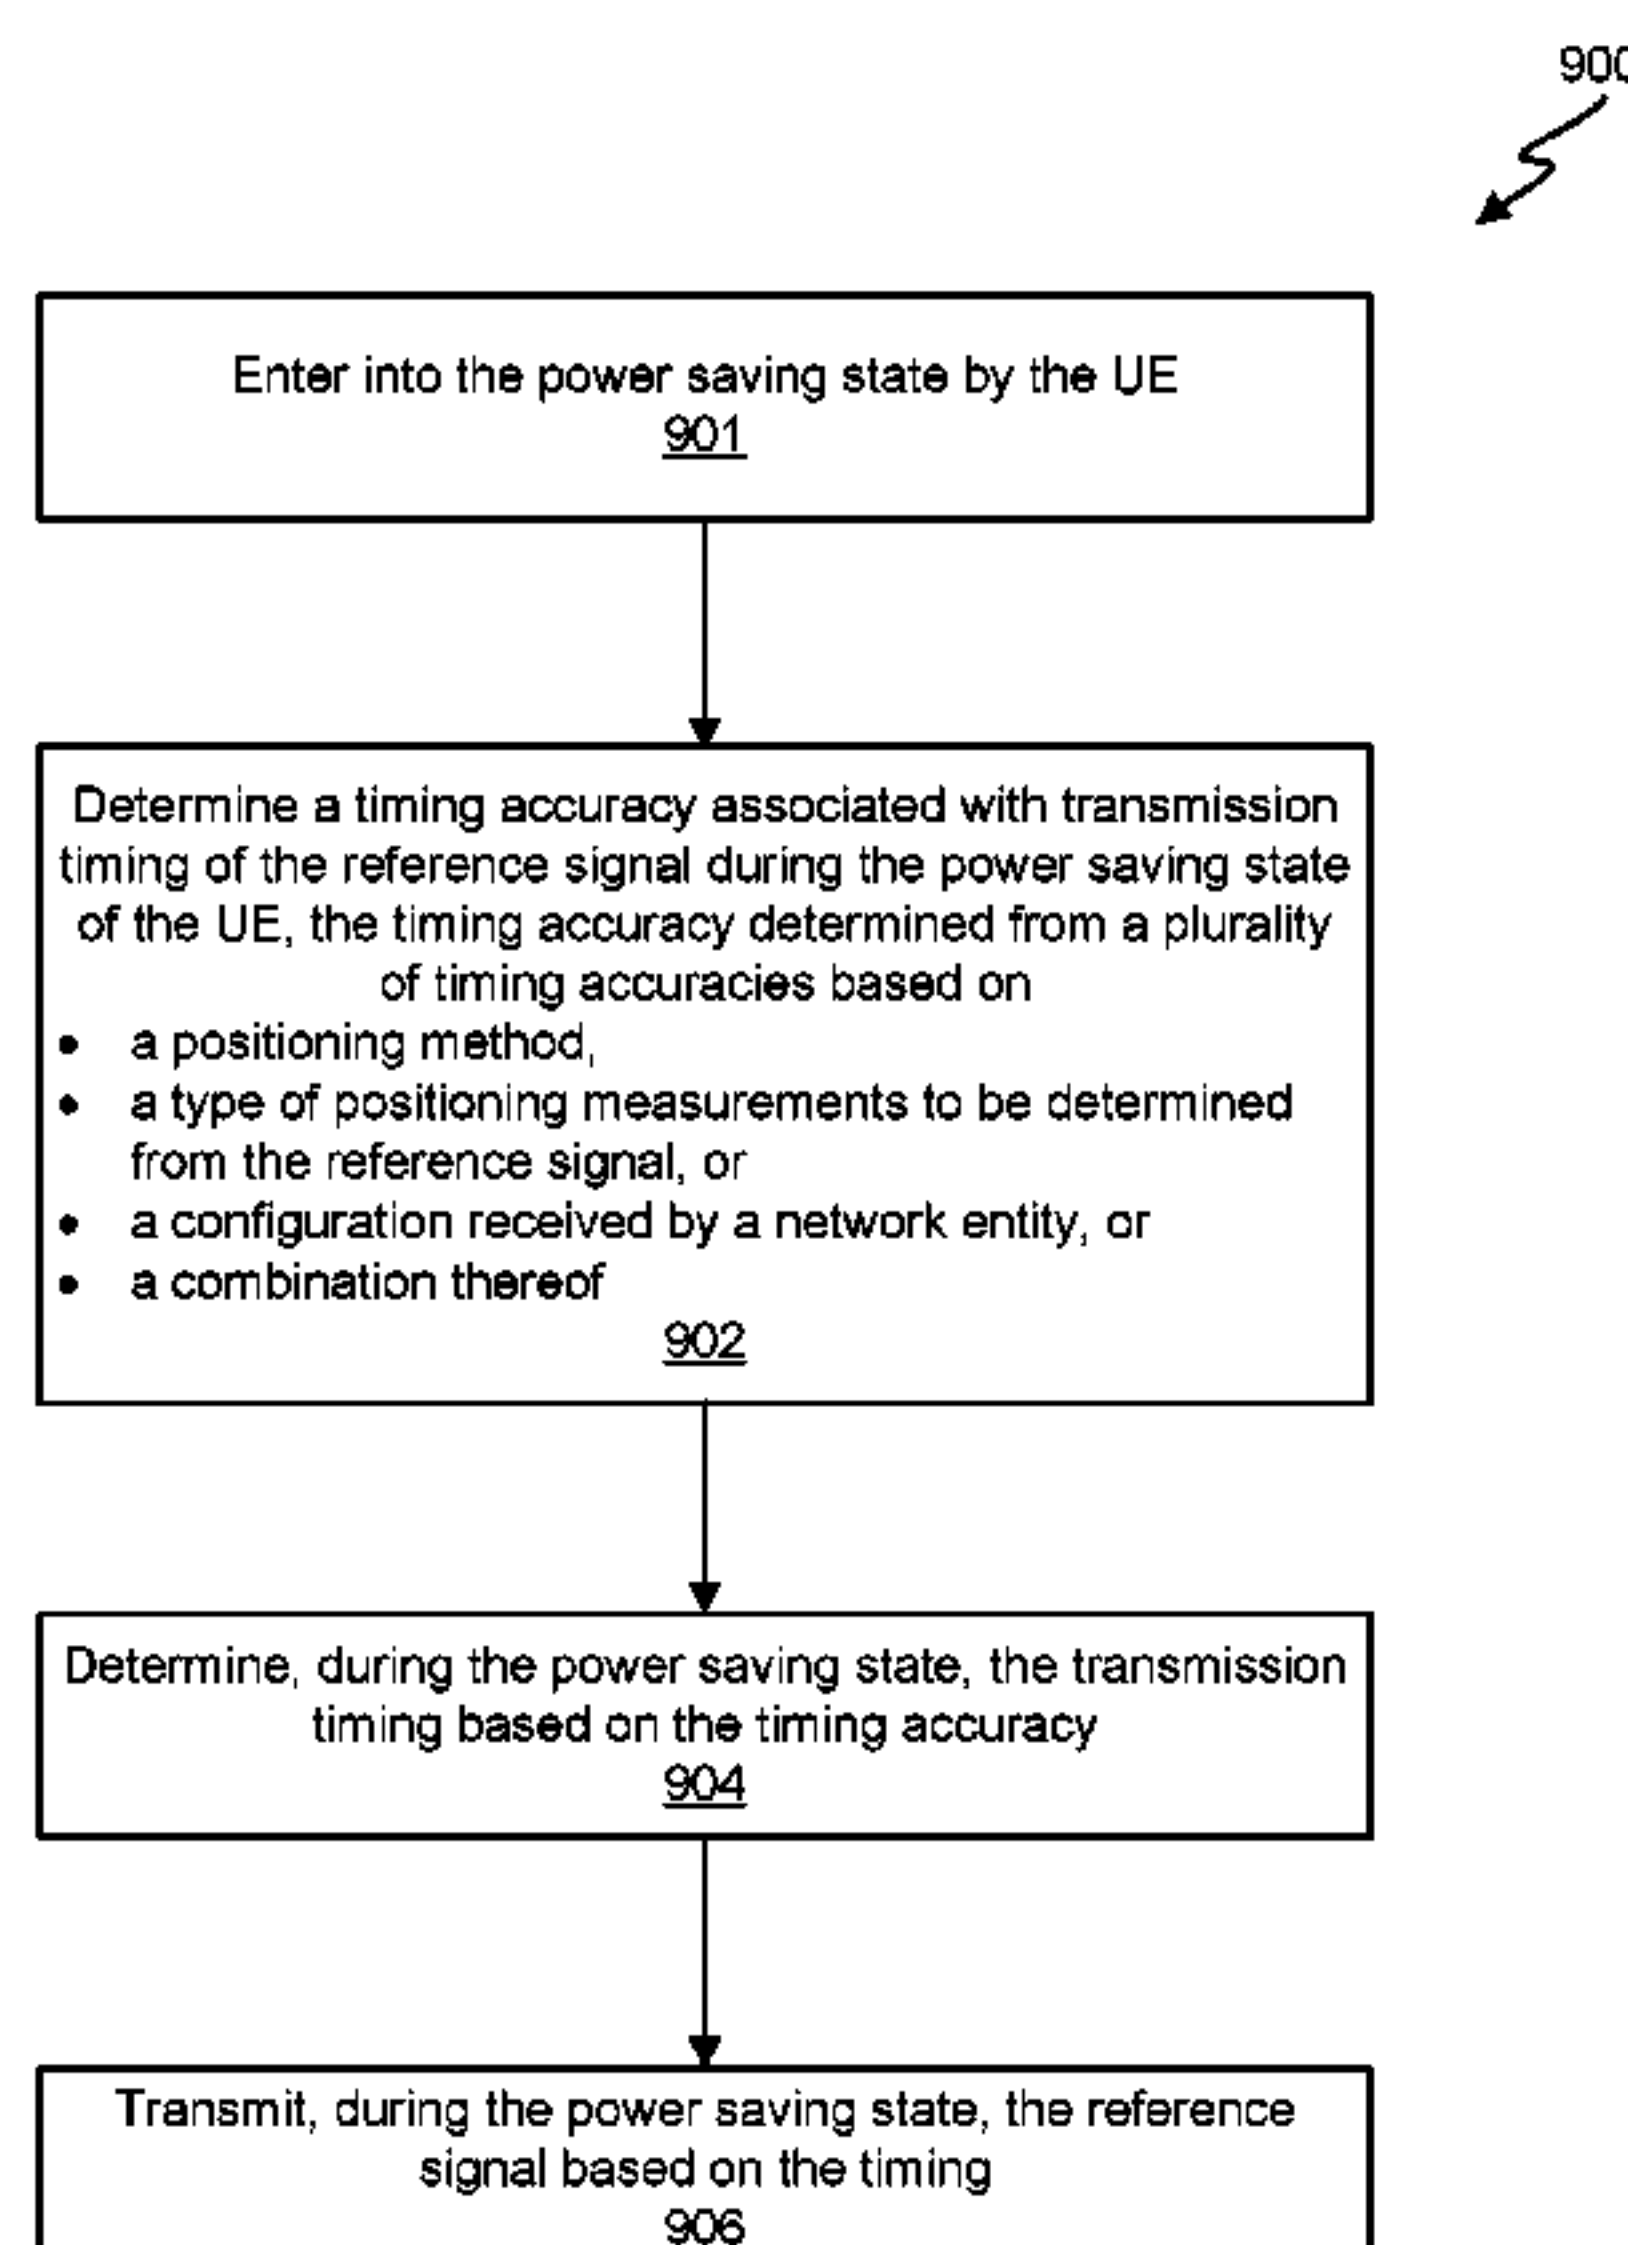 900
Enter into the power saving state by the UE
901
Determine a timing accuracy associated with transmission
timing of the reference signal during the power saving state
of the UE, the timing accuracy determined from a plurality
of timing accuracies based on
• a positioning method,
• a type of positioning measurements to be determined
from the reference signal, or
• a configuration received by a network entity, or
• a combination thereof
902
Determine, during the power saving state, the transmission
timing based on the timing accuracy
904
Transmit, during the power saving state, the reference
signal based on the timing
906